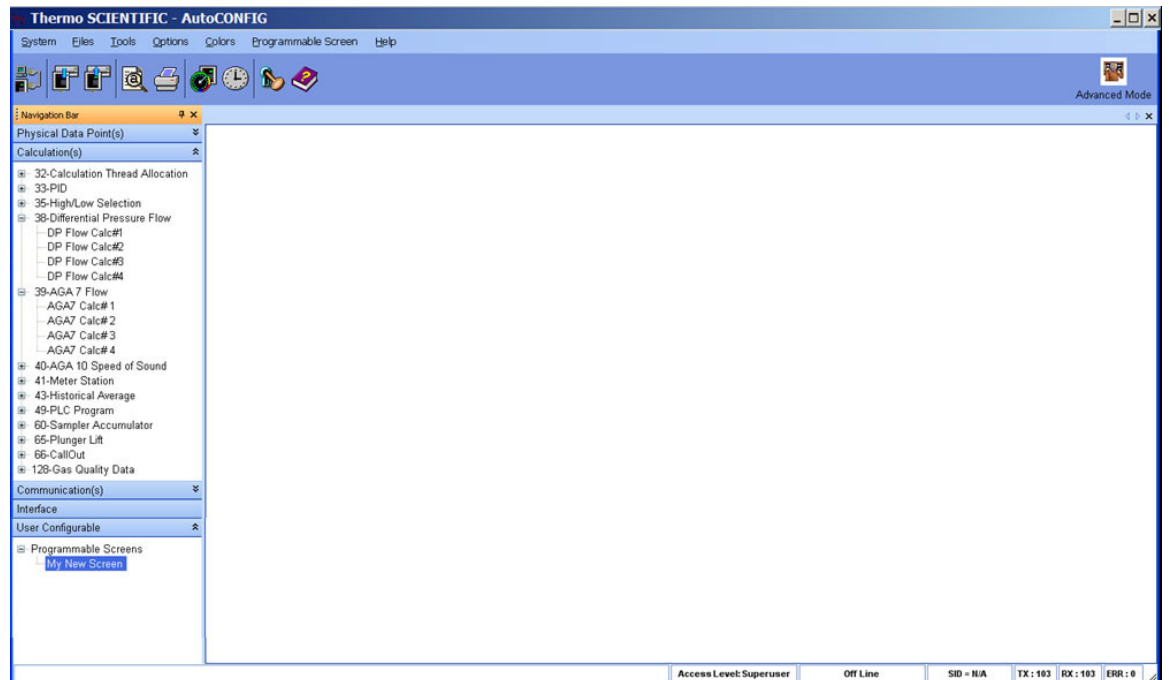 Thermo SCIENTIFIC - AutoCONFIG
System Files Tools Options Colors Programmable Screen Help
Advanced Mode
Navigation Bar
Physical Data Point(s)
Calculation(s)
32-Calculation Thread Allocation
33-PID
35-High/Low Selection
38-Differential Pressure Flow
DP Flow Calc#1
DP Flow Calc#2
DP Flow Calc#3
DP Flow Calc#4
39-AGA 7 Flow
AGA7 Calc# 1
AGA7 Calc# 2
AGA7 Calc# 3
AGA7 Calc# 4
40-AGA 10 Speed of Sound
41-Meter Station
43-Historical Average
49-PLC Program
60-Sampler Accumulator
65-Plunger Lift
66-CallOut
128-Gas Quality Data
Communication(s)
Interface
User Configurable
Programmable Screens
My New Screen
Access Level: Superuser Off Line SID = N/A TX : 103 RX : 103 ERR : 0